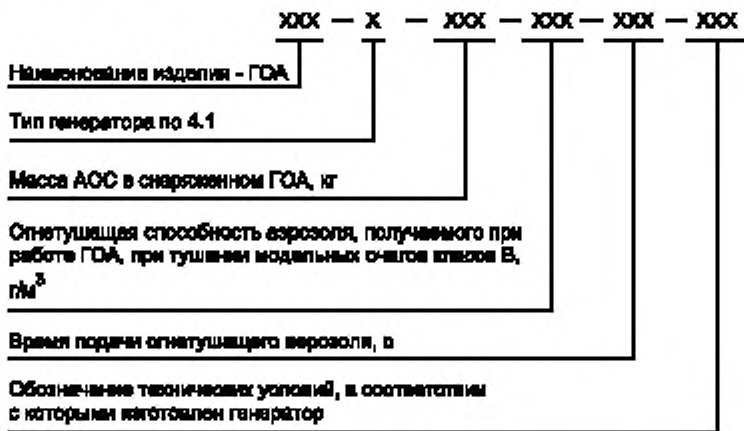 XXX — X — XXX — XXX — XXX — XXX
Наименование изделия - ГОА
Тип генератора по 4.1
Масса АОС в снаряженном ГОА, кг
Огнетушащая способность аэрозоля, получаемого при
работе ГОА, при тушении модельных очагов класса В,
г/м³
Время подачи огнетушащего аэрозоля, с
Обозначение технических условий, в соответствии
с которыми изготовлен генератор